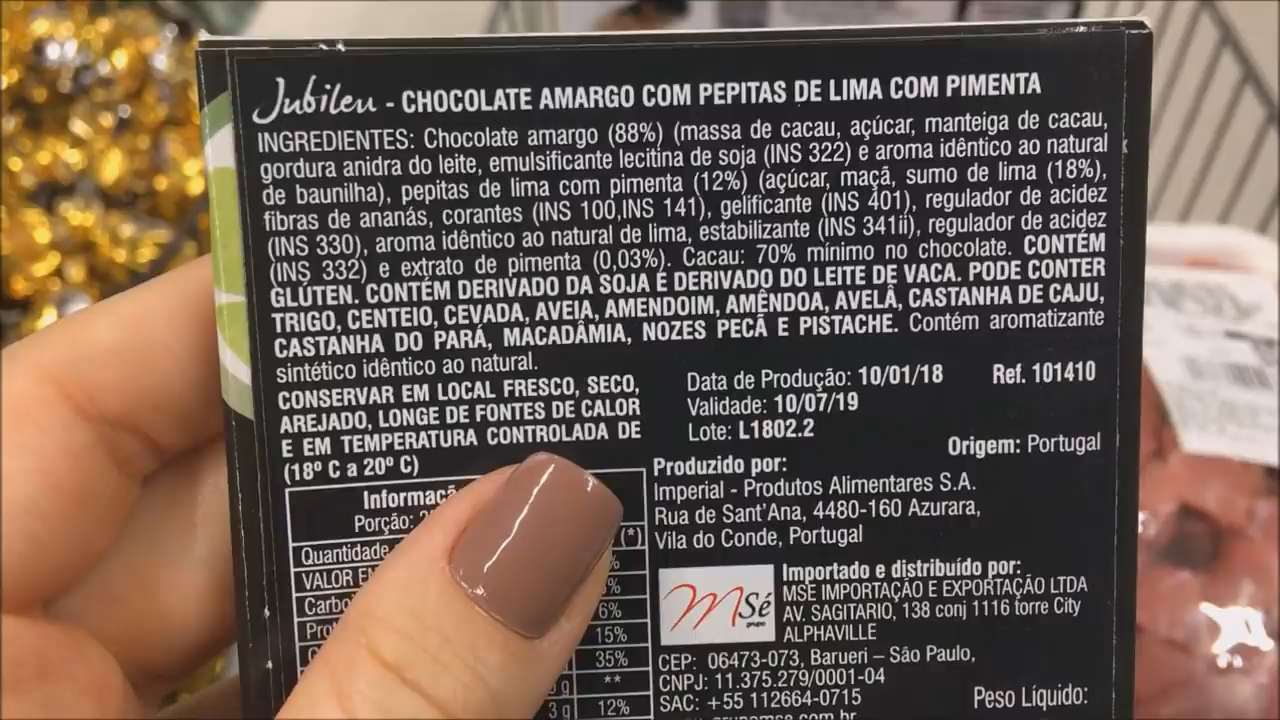 Jubileu - CHOCOLATE AMARGO COM PEPITAS DE LIMA COM PIMENTA
INGREDIENTES: Chocolate amargo (88%) (massa de cacau, açúcar, manteiga de cacau,
gordura anidra do leite, emulsificante lecitina de soja (INS 322) e aroma idêntico ao natural
de baunilha), pepitas de lima com pimenta (12%) (açúcar, maçã, sumo de lima (18%),
fibras de ananás, corantes (INS 100,INS 141), gelificante (INS 401), regulador de acidez
(INS 330), aroma idêntico ao natural de lima, estabilizante (INS 341ii), regulador de acidez
(INS 332) e extrato de pimenta (0,03%). Cacau: 70% mínimo no chocolate. CONTÉM
GLÚTEN. CONTÉM DERIVADO DA SOJA E DERIVADO DO LEITE DE VACA. PODE CONTER
TRIGO, CENTEIO, CEVADA, AVEIA, AMENDOIM, AMÊNDOA, AVELÃ, CASTANHA DE CAJU,
CASTANHA DO PARÁ, MACADÂMIA, NOZES PECÃ E PISTACHE. Contém aromatizante
sintético idêntico ao natural.
CONSERVAR EM LOCAL FRESCO, SECO,
AREJADO, LONGE DE FONTES DE CALOR
E EM TEMPERATURA CONTROLADA DE
(18º C a 20º C)
Data de Produção: 10/01/18 Ref. 101410
Validade: 10/07/19
Lote: L1802.2
Origem: Portugal
Produzido por:
Imperial - Produtos Alimentares S.A.
Rua de Sant'Ana, 4480-160 Azurara,
Vila do Conde, Portugal
MSé
grupo
Importado e distribuído por:
MSE IMPORTAÇÃO E EXPORTAÇÃO LTDA
AV. SAGITARIO, 138 conj 1116 torre City
ALPHAVILLE
CEP: 06473-073, Barueri – São Paulo,
CNPJ: 11.375.279/0001-04
SAC: +55 112664-0715
Peso Líquido:
Porção:
Quantidade (*)
VALOR
6%
15%
35%
g **
3 g 12%